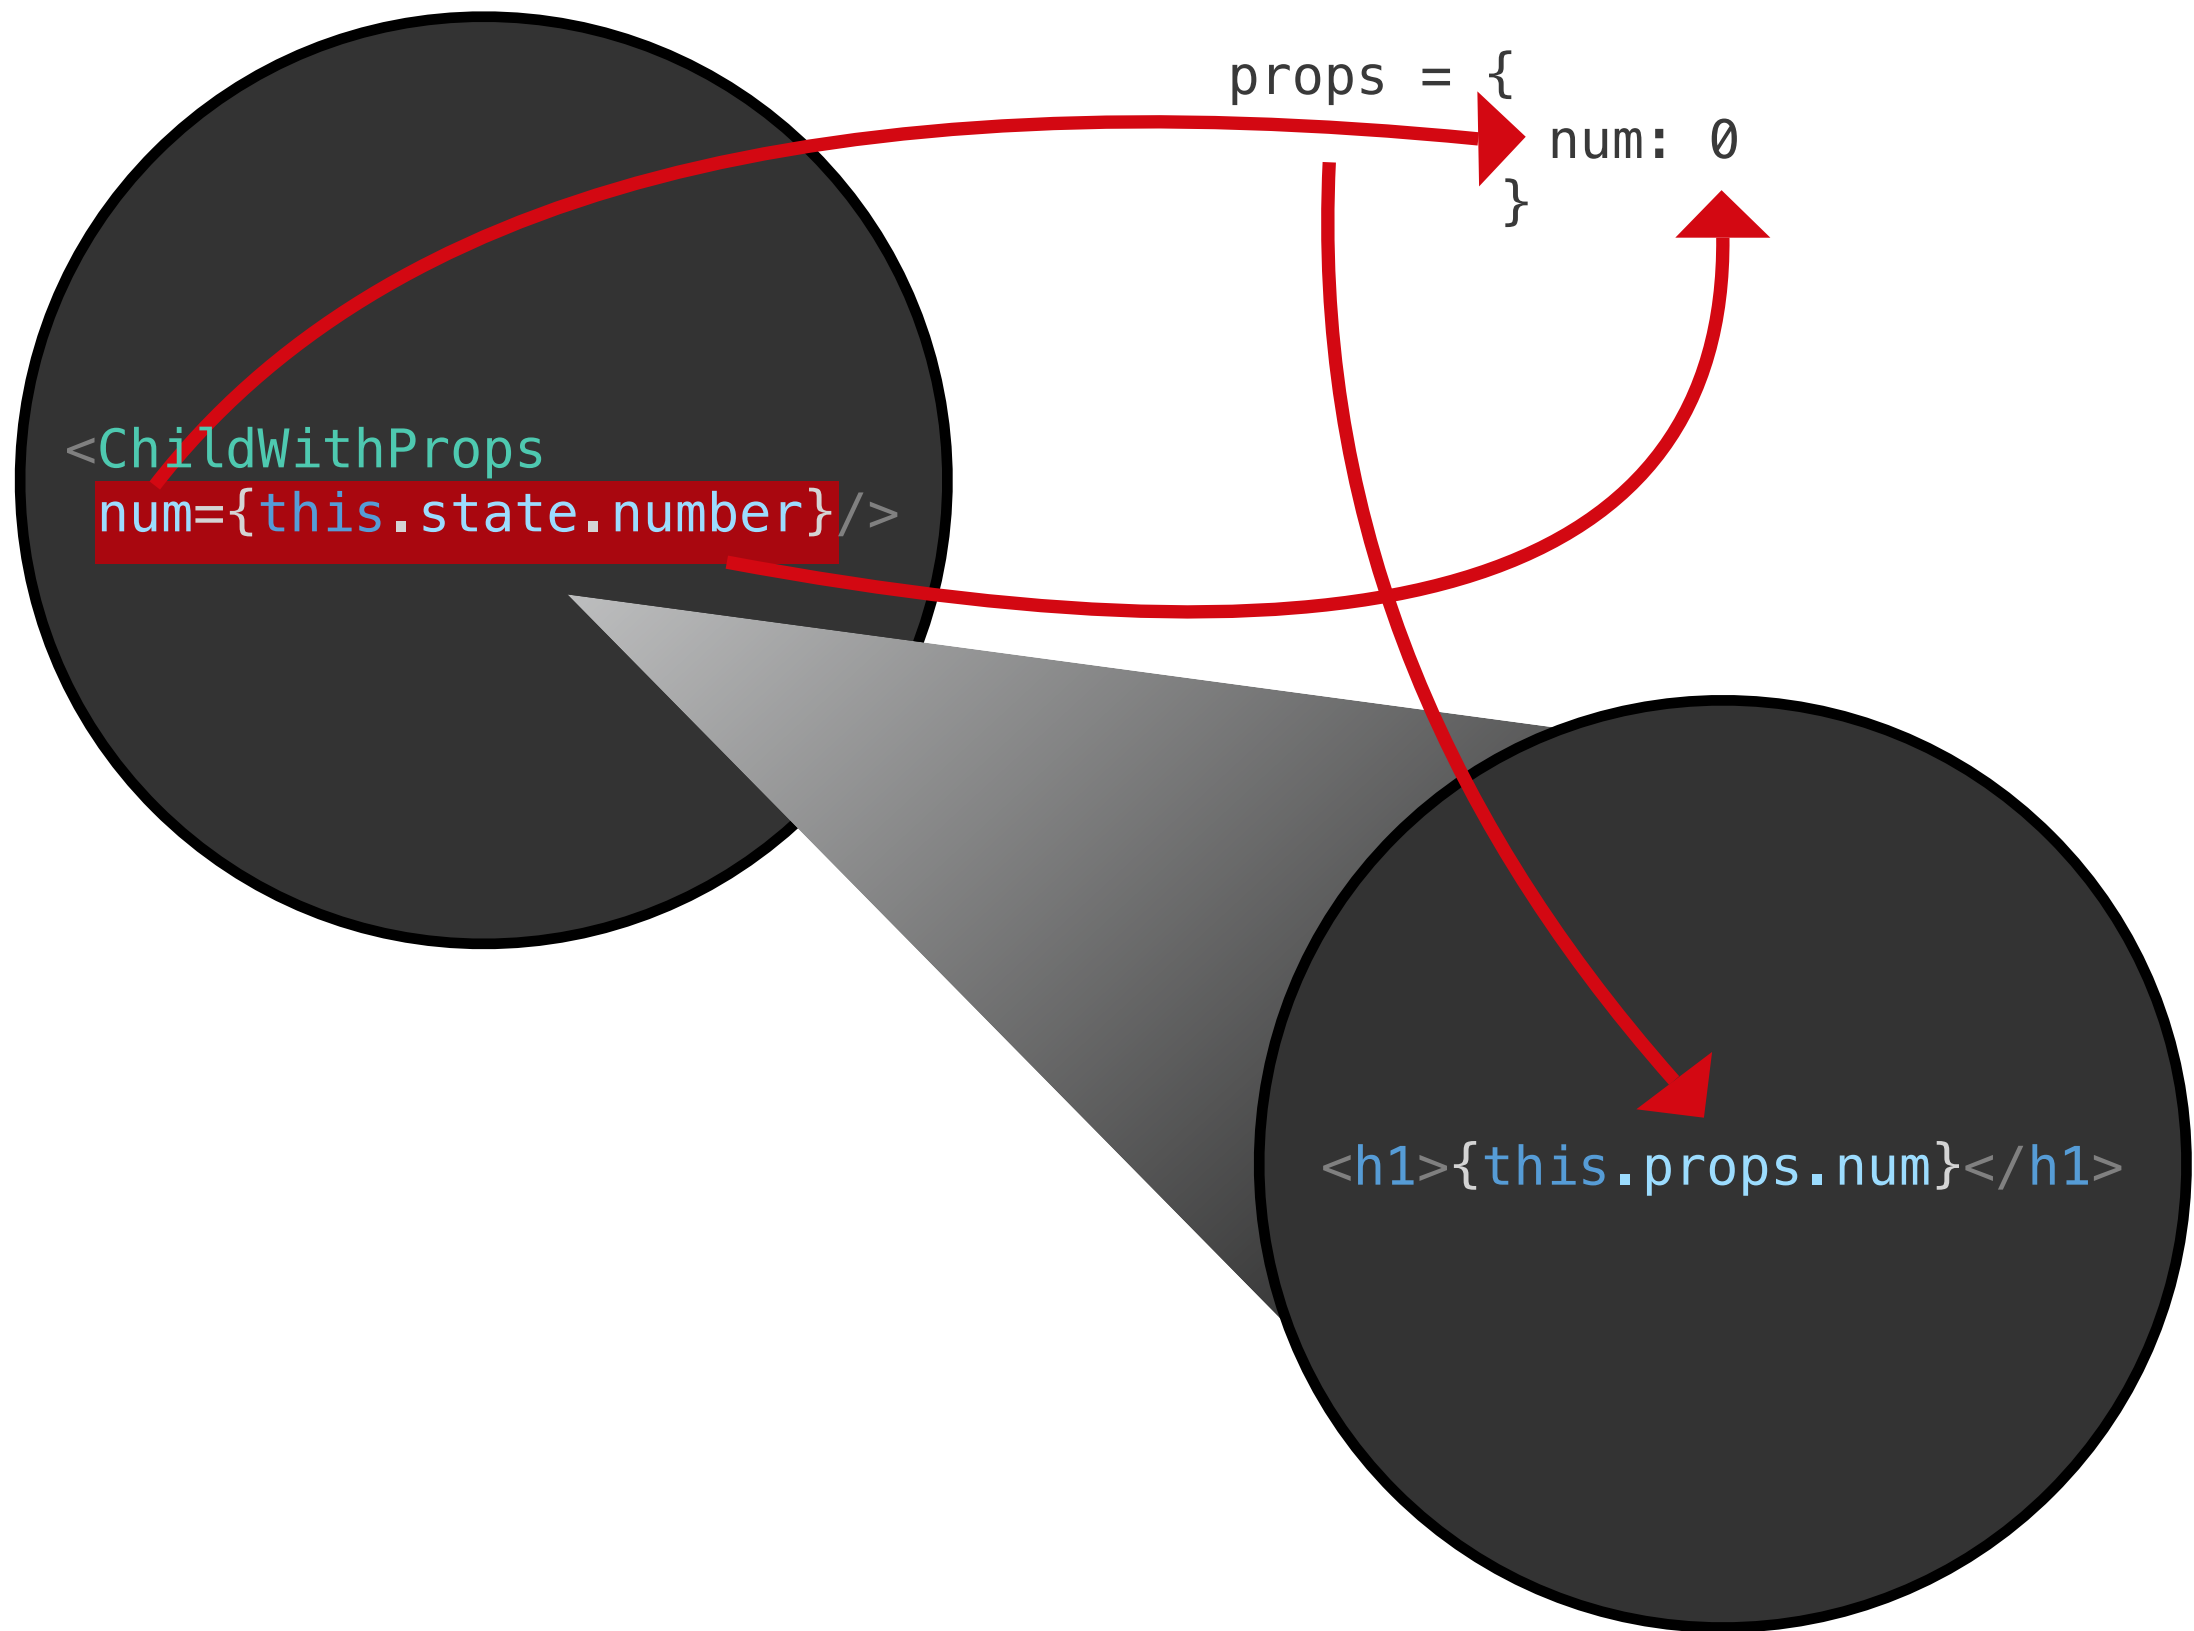 props = {
num: 0
}
<ChildWithProps
num={this.state.number}/>
<h1>{this.props.num}</h1>